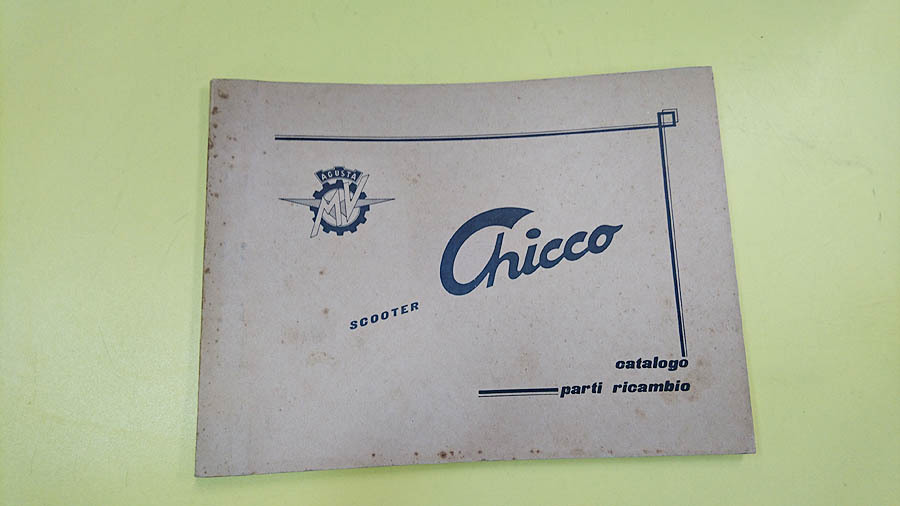 AGUSTA
MV
Chicco
SCOOTER
catalogo
parti ricambio